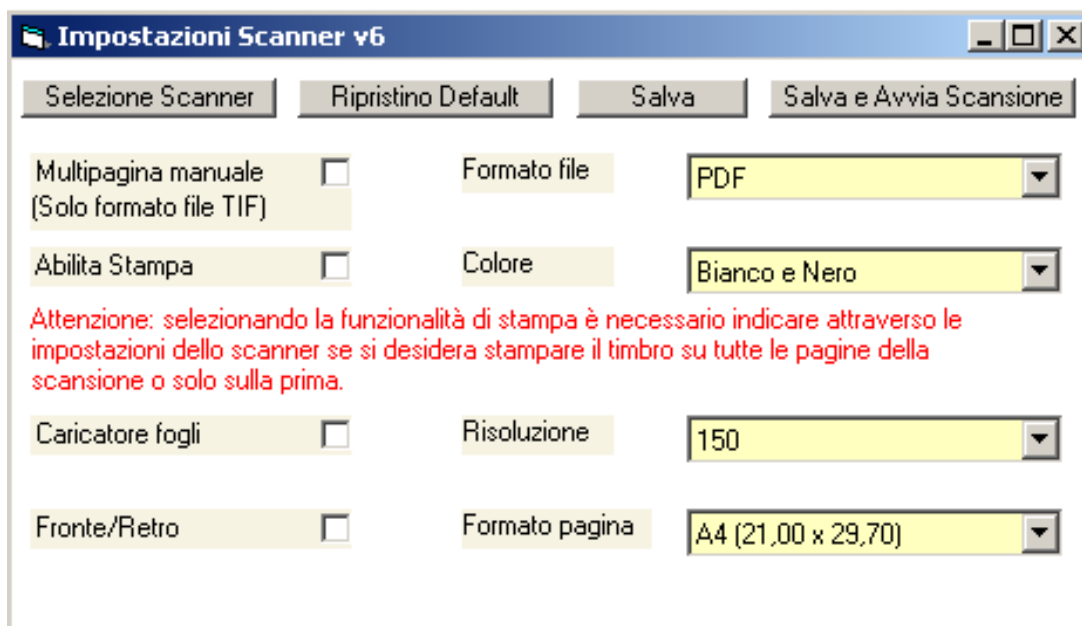 Impostazioni Scanner v6
Selezione Scanner Ripristino Default Salva Salva e Avvia Scansione
Multipagina manuale Formato file PDF
(Solo formato file TIF)
Abilita Stampa Colore Bianco e Nero
Attenzione: selezionando la funzionalità di stampa è necessario indicare attraverso le
impostazioni dello scanner se si desidera stampare il timbro su tutte le pagine della
scansione o solo sulla prima.
Caricatore fogli Risoluzione 150
Fronte/Retro Formato pagina A4 (21,00 x 29,70)